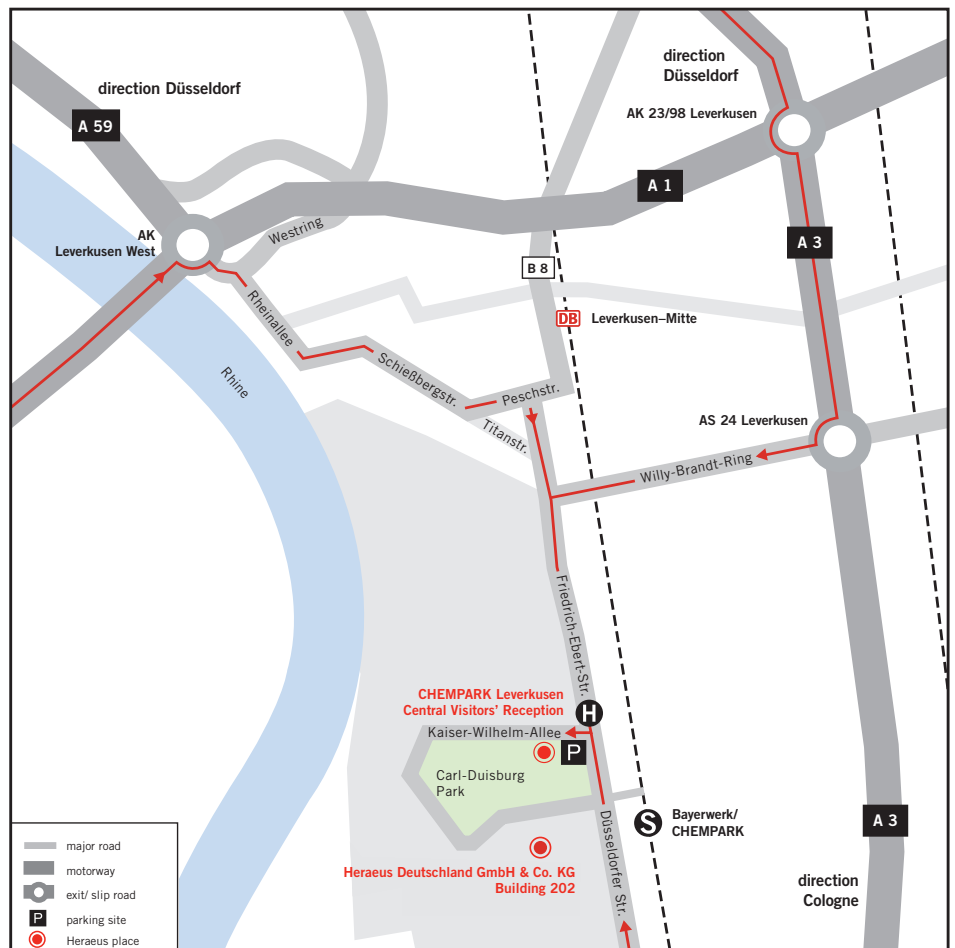 direction Düsseldorf
A 59
direction
Düsseldorf
AK 23/98 Leverkusen
A 1
A 3
AK
Leverkusen West
Westring
B 8
Rheinallee
DB
Leverkusen–Mitte
Rhine
Schießbergstr.
Peschstr.
Titanstr.
AS 24 Leverkusen
Willy-Brandt-Ring
Friedrich-Ebert-Str.
CHEMPARK Leverkusen
Central Visitors' Reception
H
Kaiser-Wilhelm-Allee
P
Carl-Duisburg
Park
S
Bayerwerk/
CHEMPARK
A 3
Düsseldorfer Str.
Heraeus Deutschland GmbH & Co. KG
Building 202
direction
Cologne
major road
motorway
exit/ slip road
P
parking site
Heraeus place